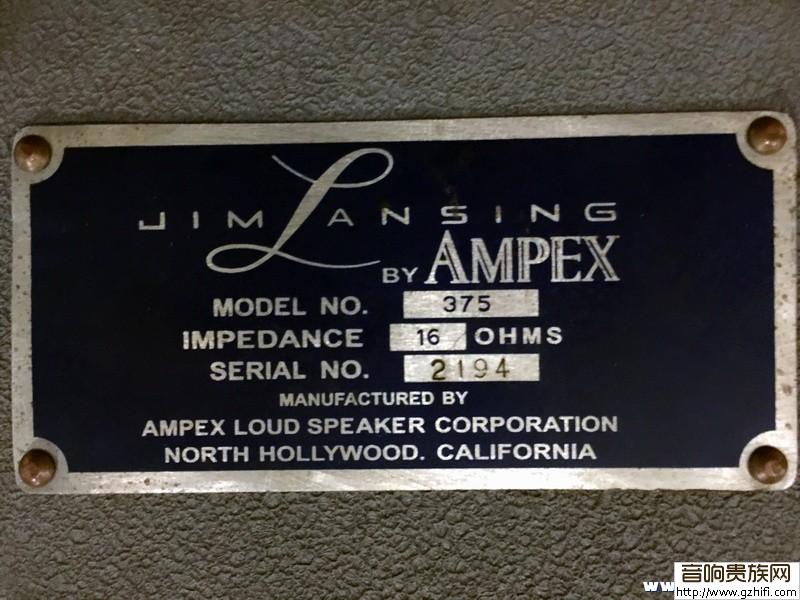 JIM LANSING
BY AMPEX
MODEL NO. 375
IMPEDANCE 16 OHMS
SERIAL NO. 2194
MANUFACTURED BY
AMPEX LOUD SPEAKER CORPORATION
NORTH HOLLYWOOD. CALIFORNIA
音响贵族网
http://www.gzhifi.com